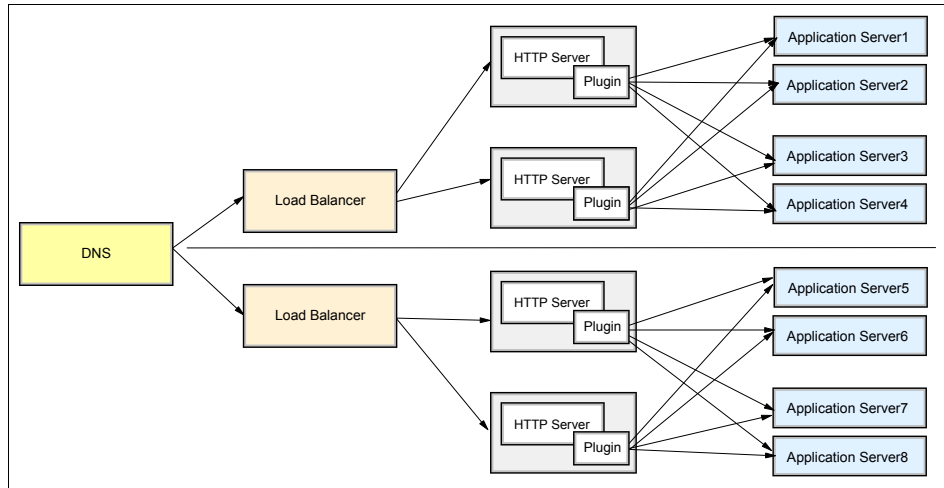 DNS
Load Balancer
HTTP Server
Plugin
HTTP Server
Plugin
Application Server1
Application Server2
Application Server3
Application Server4
Load Balancer
HTTP Server
Plugin
HTTP Server
Plugin
Application Server5
Application Server6
Application Server7
Application Server8